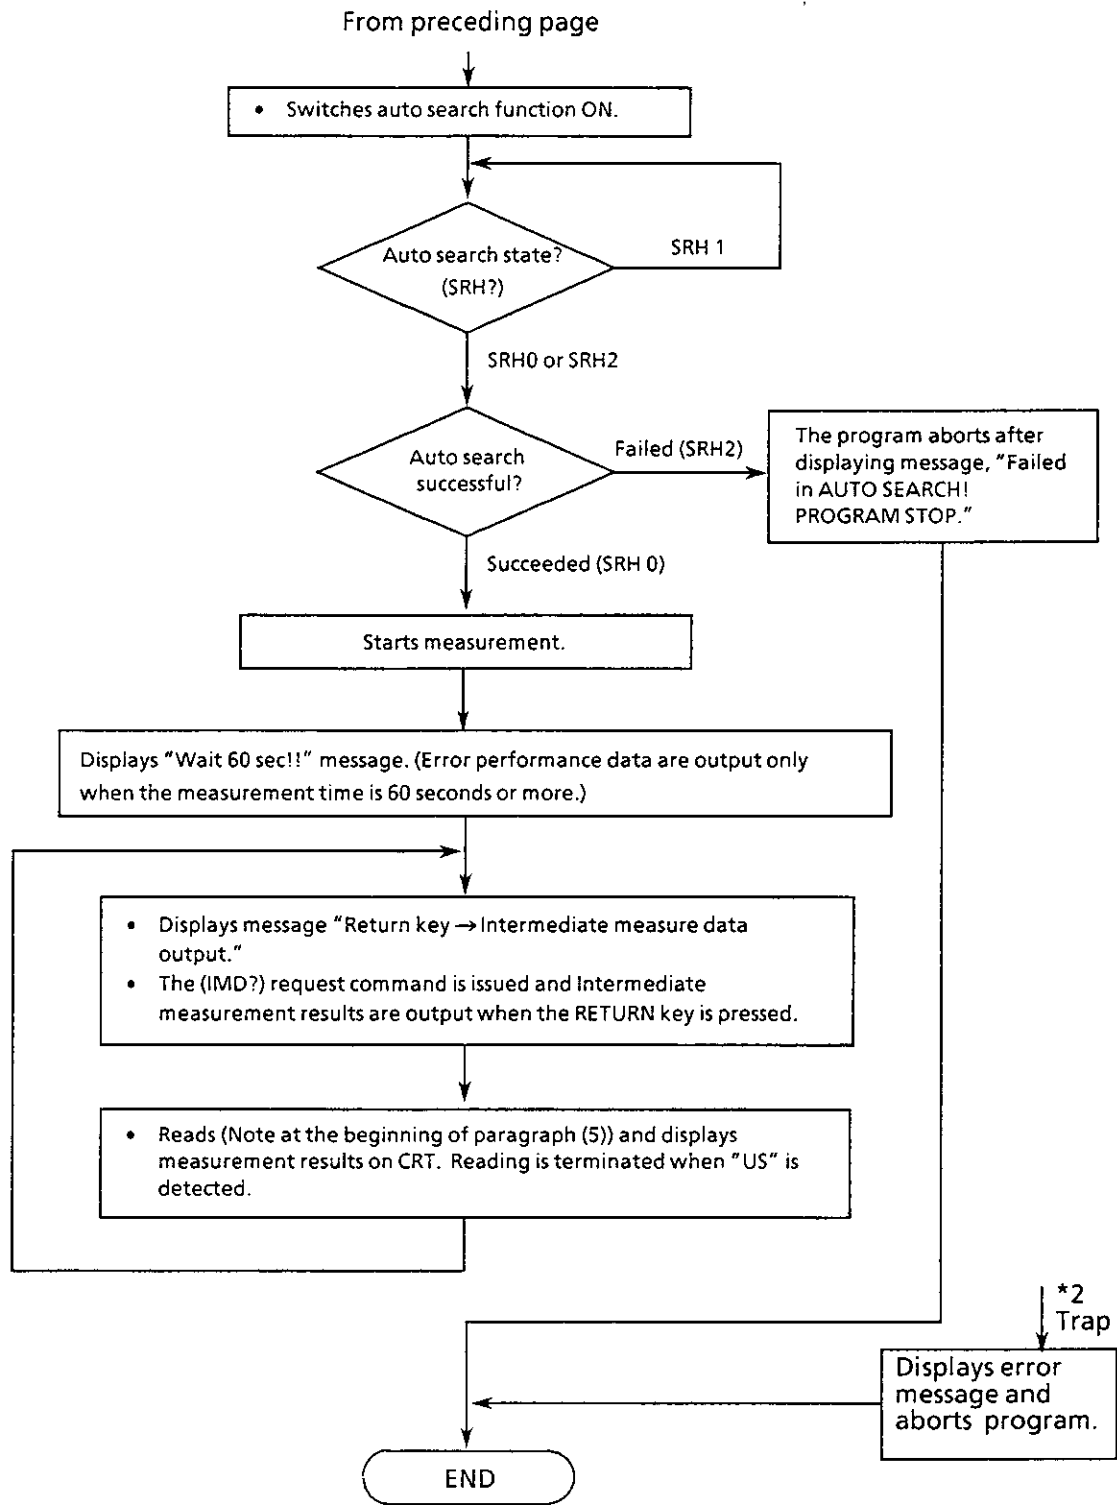 From preceding page
• Switches auto search function ON.
Auto search state?
(SRH?)
SRH 1
SRH0 or SRH2
Auto search
successful?
Failed (SRH2)
The program aborts after
displaying message, "Failed
in AUTO SEARCH!
PROGRAM STOP."
Succeeded (SRH 0)
Starts measurement.
Displays "Wait 60 sec!!" message. (Error performance data are output only
when the measurement time is 60 seconds or more.)
• Displays message "Return key → Intermediate measure data
output."
• The (IMD?) request command is issued and Intermediate
measurement results are output when the RETURN key is pressed.
• Reads (Note at the beginning of paragraph (5)) and displays
measurement results on CRT. Reading is terminated when "US" is
detected.
*2
Trap
Displays error
message and
aborts program.
END